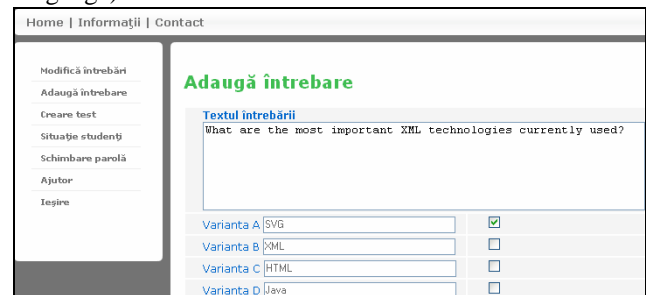 Home | Informaţii | Contact
Modifică întrebări
Adaugă întrebare
Creare test
Situaţie studenţi
Schimbare parolă
Ajutor
Ieşire
Adaugă întrebare
Textul întrebării
What are the most important XML technologies currently used?
Varianta A SVG
Varianta B XML
Varianta C HTML
Varianta D Java